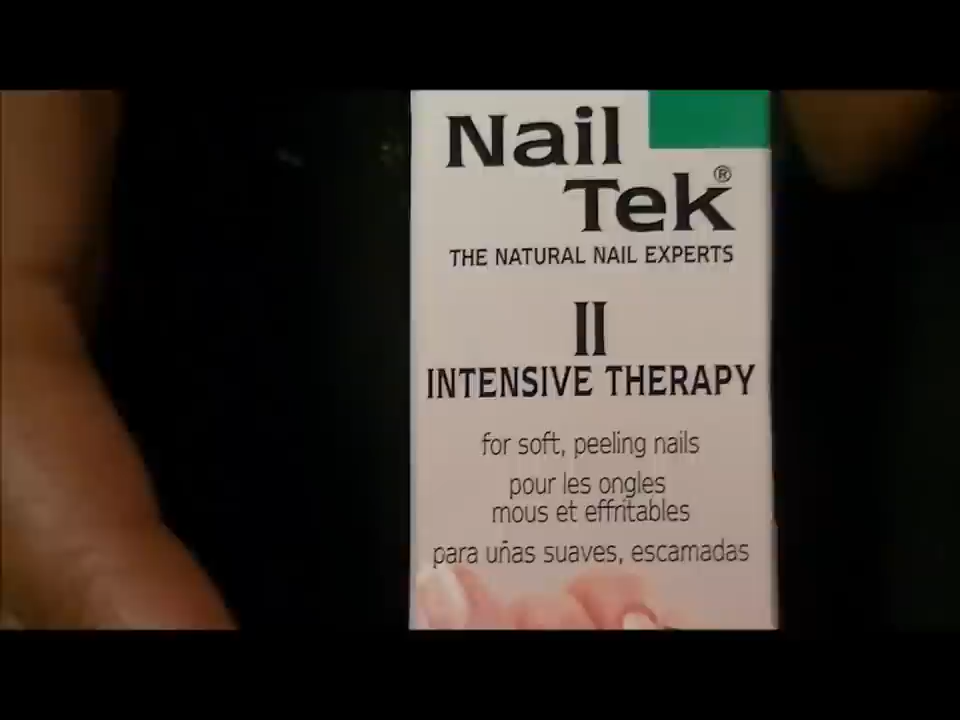 Nail
Tek®
THE NATURAL NAIL EXPERTS
II
INTENSIVE THERAPY
for soft, peeling nails
pour les ongles
mous et effritables
para uñas suaves, escamadas